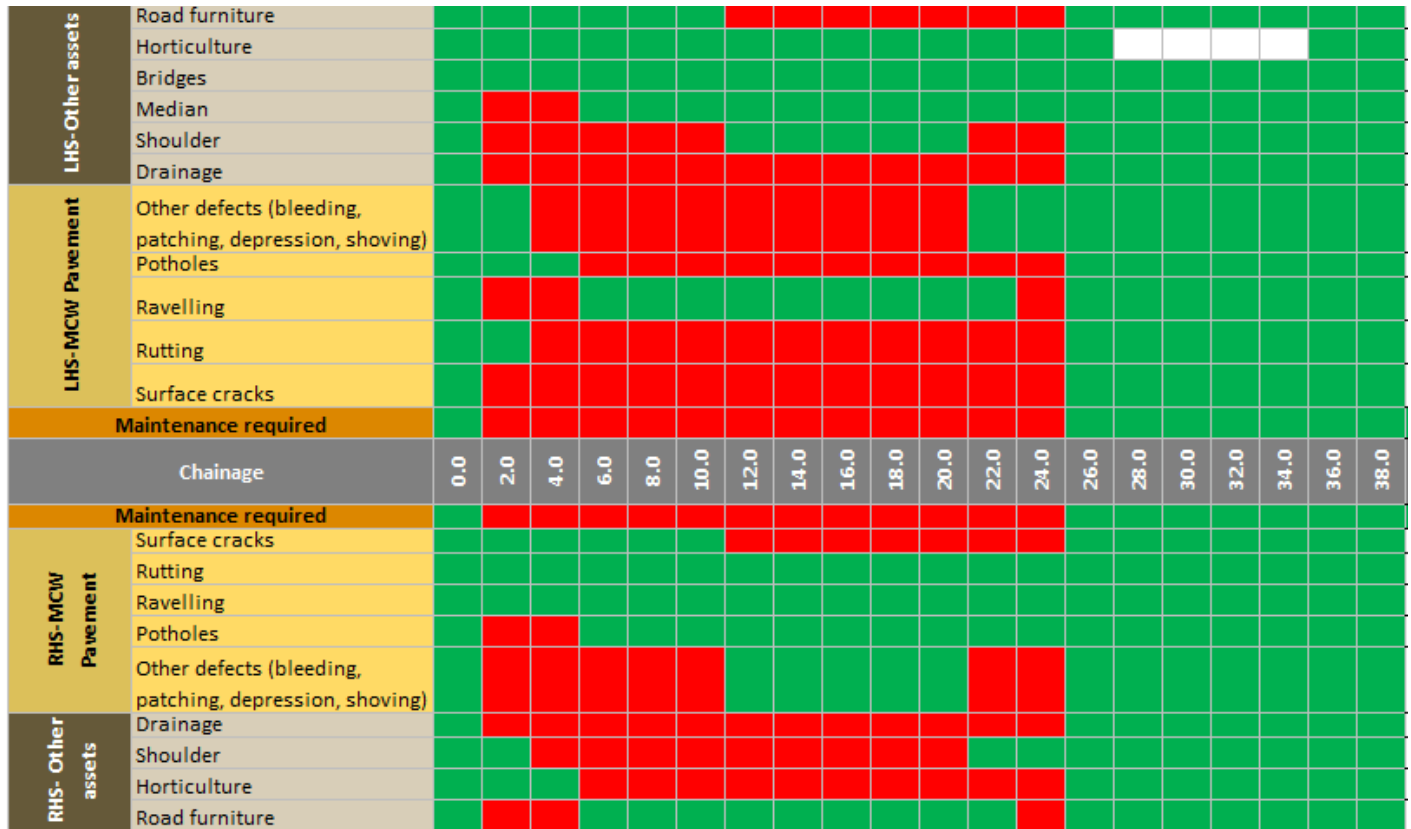 LHS-Other assets
Road furniture
Horticulture
Bridges
Median
Shoulder
Drainage
LHS-MCW Pavement
Other defects (bleeding,
patching, depression, shoving)
Potholes
Ravelling
Rutting
Surface cracks
Maintenance required
Chainage 0.0 2.0 4.0 6.0 8.0 10.0 12.0 14.0 16.0 18.0 20.0 22.0 24.0 26.0 28.0 30.0 32.0 34.0 36.0 38.0
Maintenance required
RHS-MCW
Pavement
Surface cracks
Rutting
Ravelling
Potholes
Other defects (bleeding,
patching, depression, shoving)
RHS- Other
assets
Drainage
Shoulder
Horticulture
Road furniture